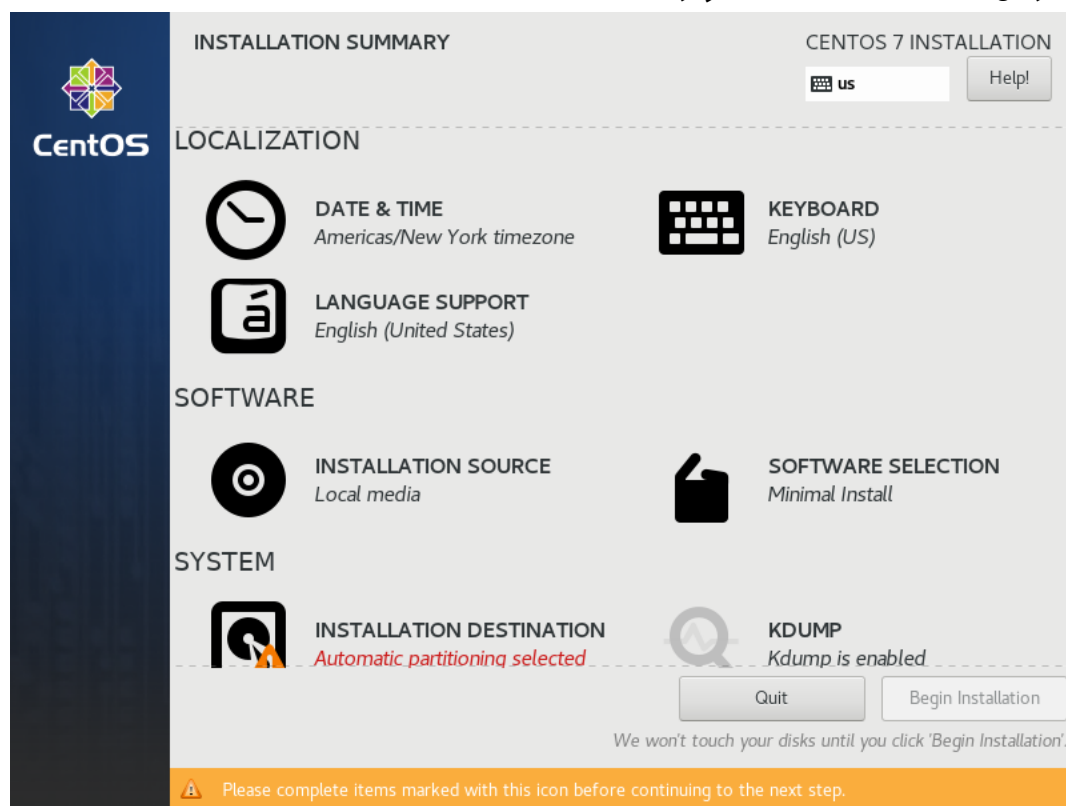 INSTALLATION SUMMARY
CENTOS 7 INSTALLATION
us
Help!
CentOS
LOCALIZATION
DATE & TIME
Americas/New York timezone
KEYBOARD
English (US)
á
LANGUAGE SUPPORT
English (United States)
SOFTWARE
INSTALLATION SOURCE
Local media
SOFTWARE SELECTION
Minimal Install
SYSTEM
INSTALLATION DESTINATION
Automatic partitioning selected
KDUMP
Kdump is enabled
Quit
Begin Installation
We won't touch your disks until you click 'Begin Installation'.
Please complete items marked with this icon before continuing to the next step.